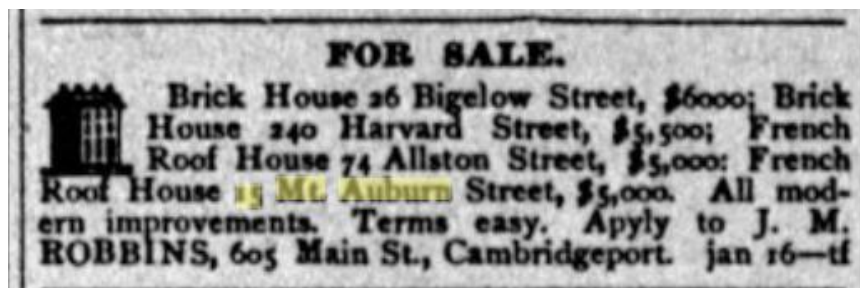 FOR SALE.
Brick House 26 Bigelow Street, $6000; Brick
House 240 Harvard Street, $5,500; French
Roof House 74 Allston Street, $5,000: French
Roof House 15 Mt. Auburn Street, $5,000. All mod-
ern improvements. Terms easy. Apyly to J. M.
ROBBINS, 605 Main St., Cambridgeport. jan 16—tf